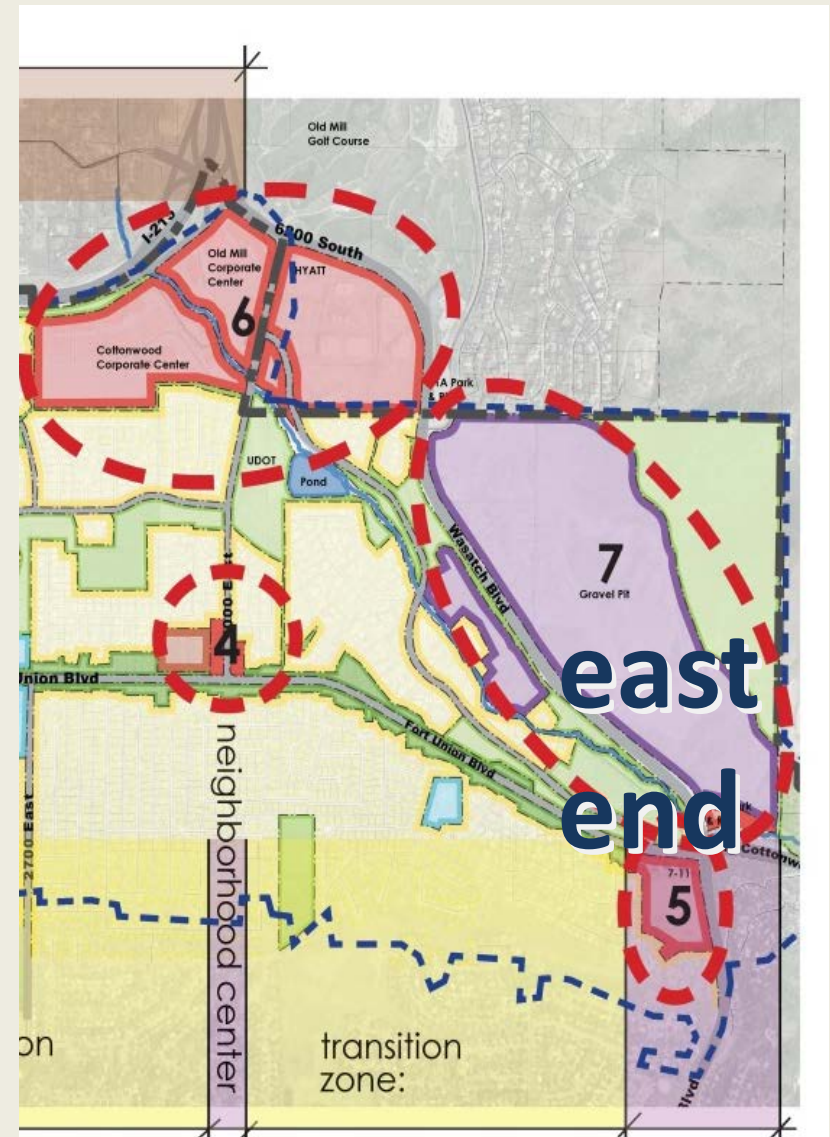 Old Mill
Golf Course
I-215
6200 South
Old Mill
Corporate
Center
HYATT
6
Cottonwood
Corporate Center
Park
UDOT
Pond
Wasatch Blvd
7
Gravel Pit
4
Union Blvd
Fort Union Blvd
east
end
2700 East
neighborhood center
7-11
5
transition
zone:
Blvd